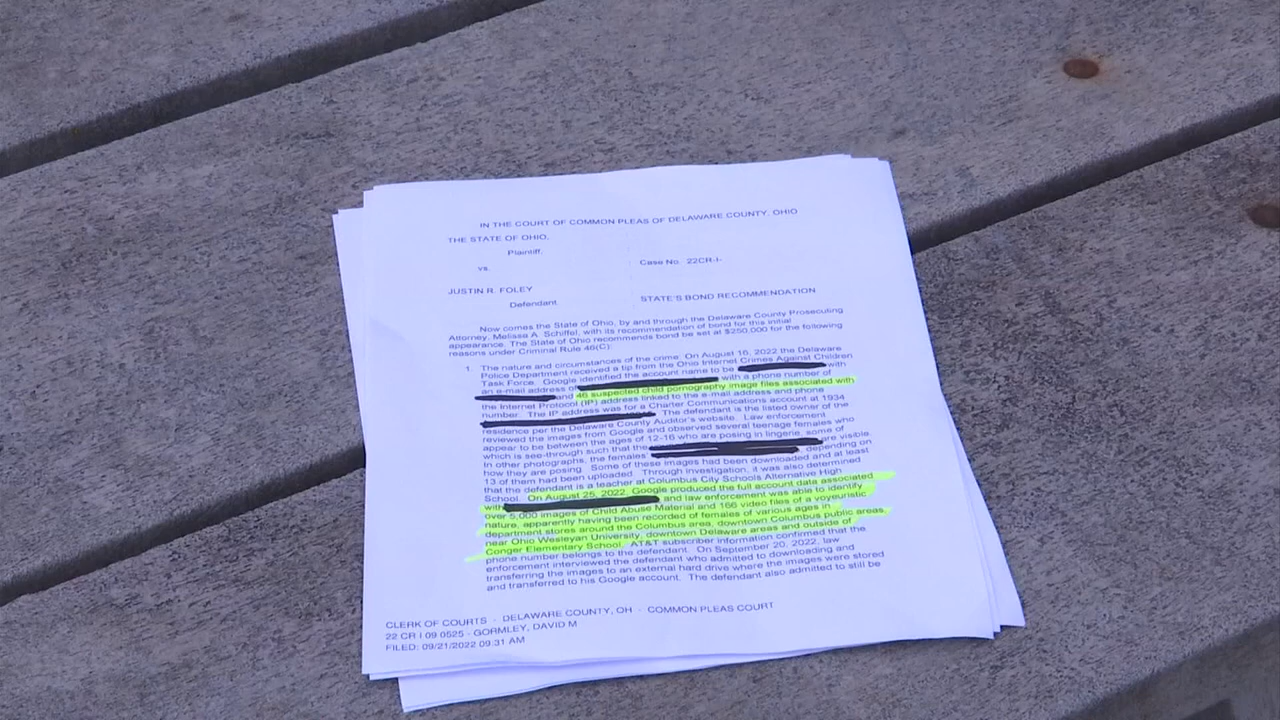 IN THE COURT OF COMMON PLEAS OF DELAWARE COUNTY, OHIO
THE STATE OF OHIO,
Plaintiff,
vs.
Case No. 22CR-I-
JUSTIN R. FOLEY
Defendant.
STATE'S BOND RECOMMENDATION
Now comes the State of Ohio, by and through the Delaware County Prosecuting
Attorney, Melissa A. Schiffel, with its recommendation of bond for this initial
appearance. The State of Ohio recommends bond be set at $250,000 for the following
reasons under Criminal Rule 46(C):
1. The nature and circumstances of the crime: On August 16, 2022 the Delaware
Police Department received a tip from the Ohio Internet Crimes Against Children
Task Force. Google identified the account name to be with
an e-mail address of with a phone number of
and 46 suspected child pornography image files associated with
the Internet Protocol (IP) address linked to the e-mail address and phone
number. The IP address was for a Charter Communications account at 1934
The defendant is the listed owner of the
residence per the Delaware County Auditor's website. Law enforcement
reviewed the images from Google and observed several teenage females who
appear to be between the ages of 12-16 who are posing in lingerie, some of
which is see-through such that the are visible.
In other photographs, the females' , depending on
how they are posing. Some of these images had been downloaded and at least
13 of them had been uploaded. Through investigation, it was also determined
that the defendant is a teacher at Columbus City Schools Alternative High
School. On August 25, 2022, Google produced the full account data associated
with and law enforcement was able to identify
over 5,000 images of Child Abuse Material and 166 video files of a voyeuristic
nature, apparently having been recorded of females of various ages in
department stores around the Columbus area, downtown Columbus public areas,
near Ohio Wesleyan University, downtown Delaware areas and outside of
Conger Elementary School. AT&T subscriber information confirmed that the
phone number belongs to the defendant. On September 20, 2022, law
enforcement interviewed the defendant who admitted to downloading and
transferring the images to an external hard drive where the images were stored
and transferred to his Google account. The defendant also admitted to still be
CLERK OF COURTS - DELAWARE COUNTY, OH - COMMON PLEAS COURT
22 CR I 09 0525 - GORMLEY, DAVID M
FILED: 09/21/2022 09:31 AM